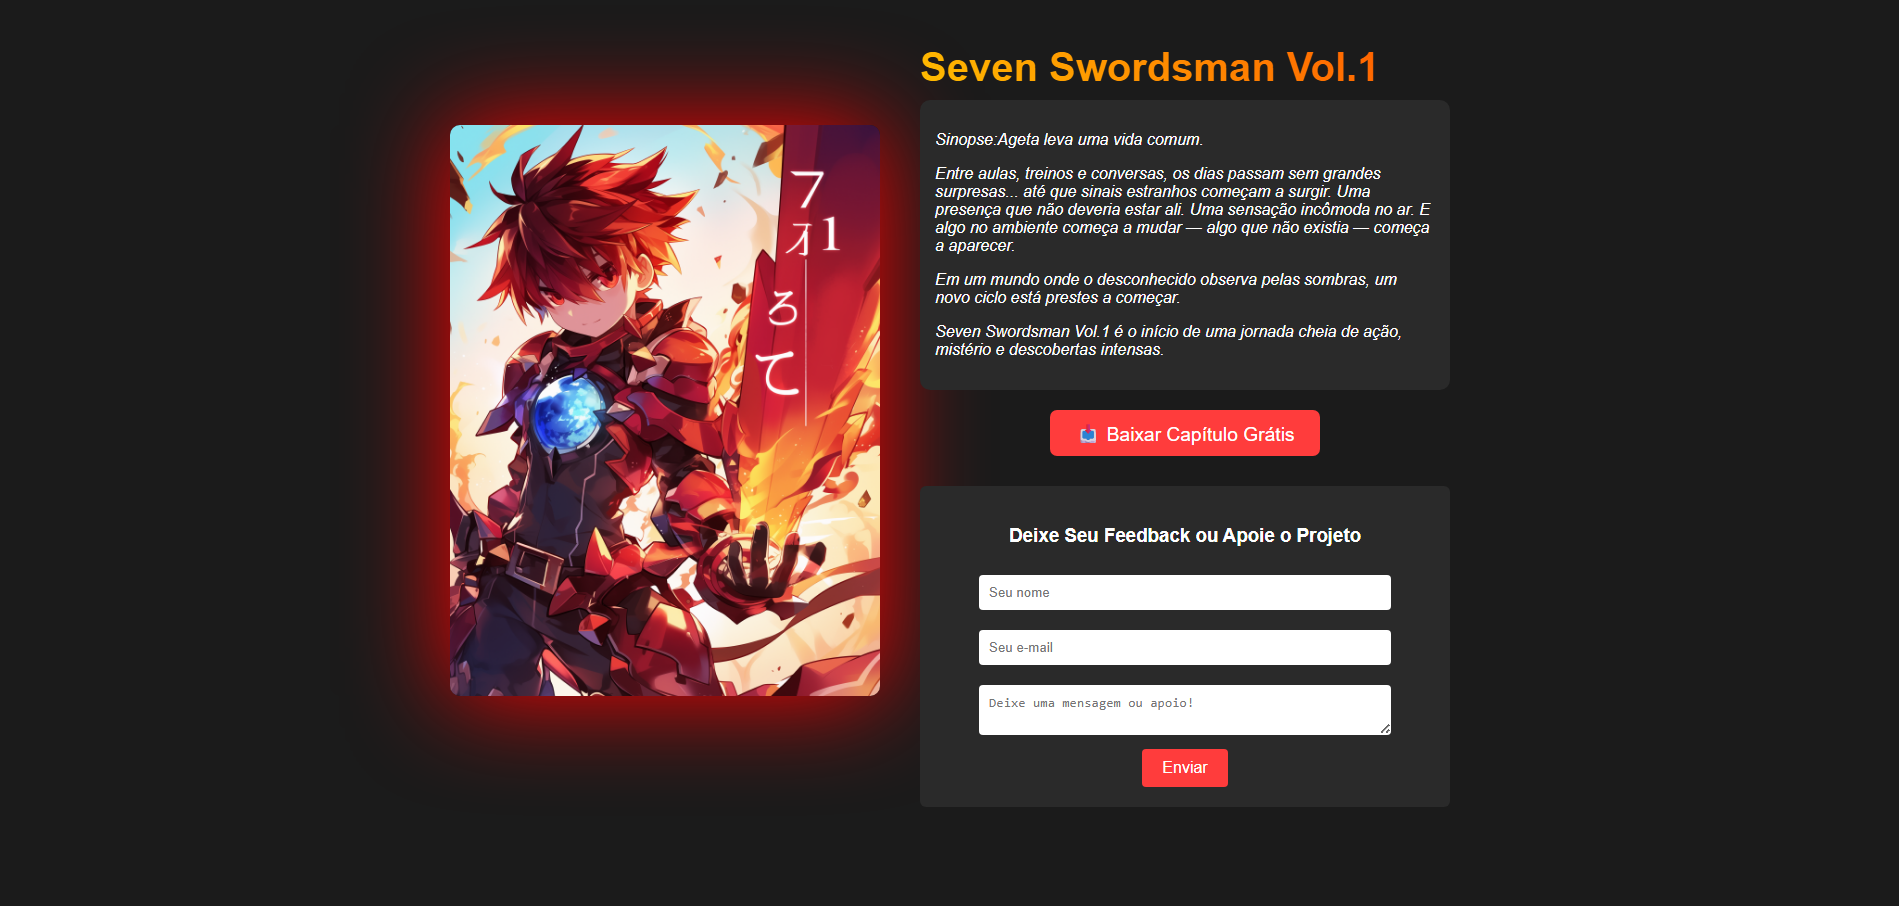 Seven Swordsman Vol.1
Sinopse:Ageta leva uma vida comum.
Entre aulas, treinos e conversas, os dias passam sem grandes
surpresas... até que sinais estranhos começam a surgir. Uma
presença que não deveria estar ali. Uma sensação incômoda no ar. E
algo no ambiente começa a mudar — algo que não existia — começa
a aparecer.
Em um mundo onde o desconhecido observa pelas sombras, um
novo ciclo está prestes a começar.
Seven Swordsman Vol.1 é o início de uma jornada cheia de ação,
mistério e descobertas intensas.
Baixar Capítulo Grátis
Deixe Seu Feedback ou Apoie o Projeto
Seu nome
Seu e-mail
Deixe uma mensagem ou apoio!
Enviar